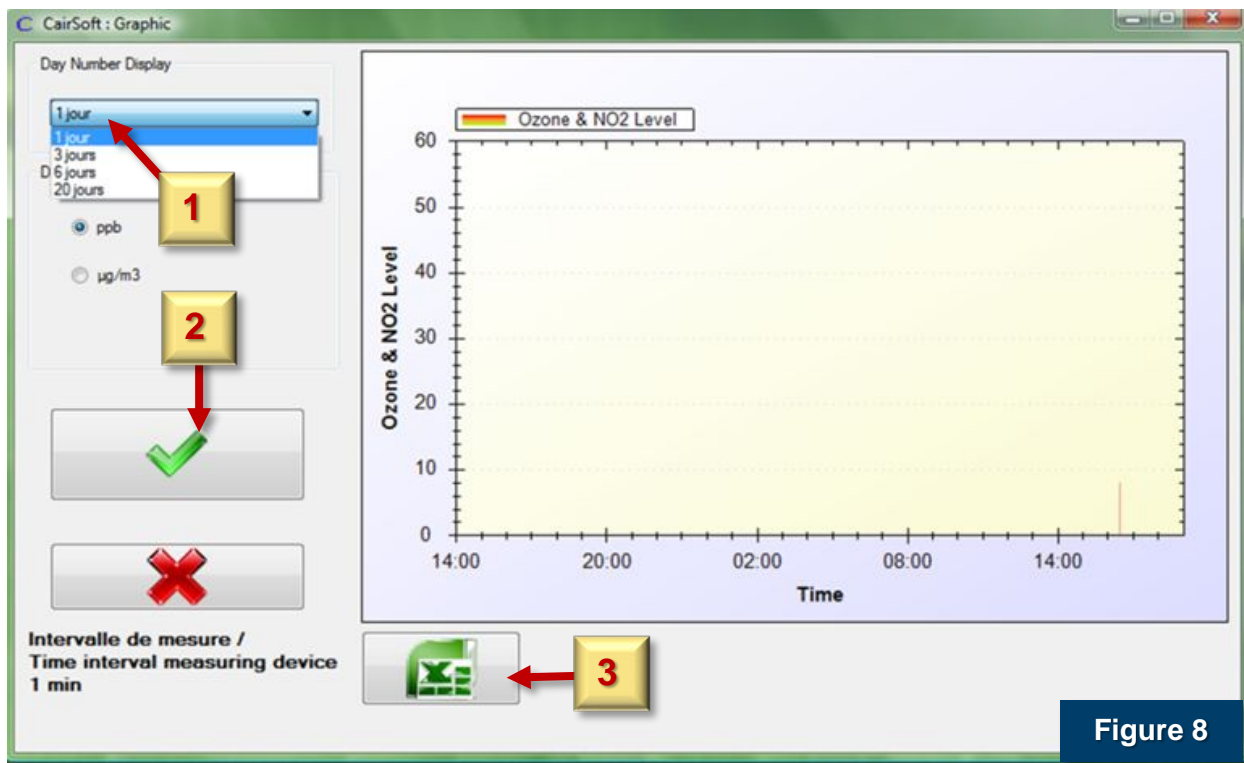 CairSoft : Graphic
Day Number Display
1 jour
1 jour
3 jours
6 jours
20 jours
D
1
ppb
µg/m3
2
Intervalle de mesure /
Time interval measuring device
1 min
Ozone & NO2 Level
60
50
40
30
20
10
0
Ozone & NO2 Level
14:00 20:00 02:00 08:00 14:00
Time
3
Figure 8